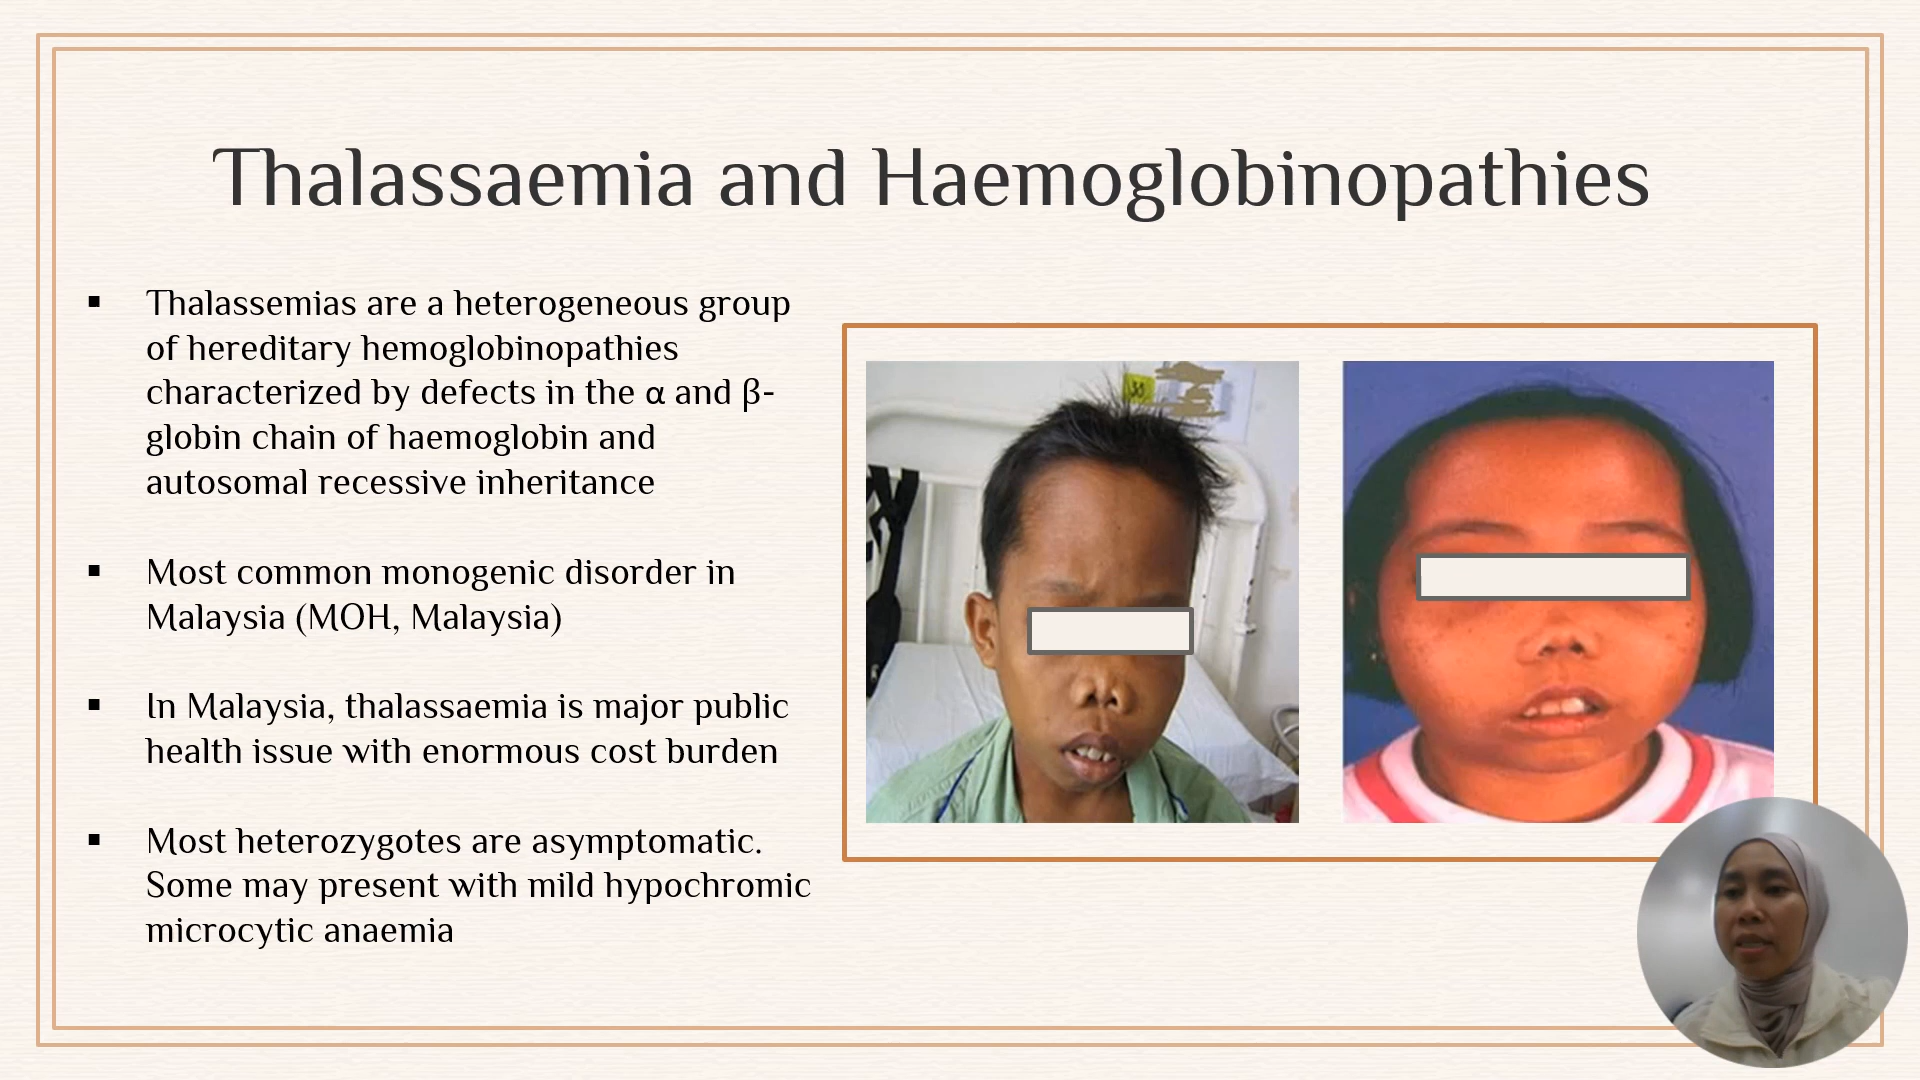 Thalassaemia and Haemoglobinopathies
▪ Thalassemias are a heterogeneous group
of hereditary hemoglobinopathies
characterized by defects in the α and β-
globin chain of haemoglobin and
autosomal recessive inheritance
▪ Most common monogenic disorder in
Malaysia (MOH, Malaysia)
▪ In Malaysia, thalassaemia is major public
health issue with enormous cost burden
▪ Most heterozygotes are asymptomatic.
Some may present with mild hypochromic
microcytic anaemia